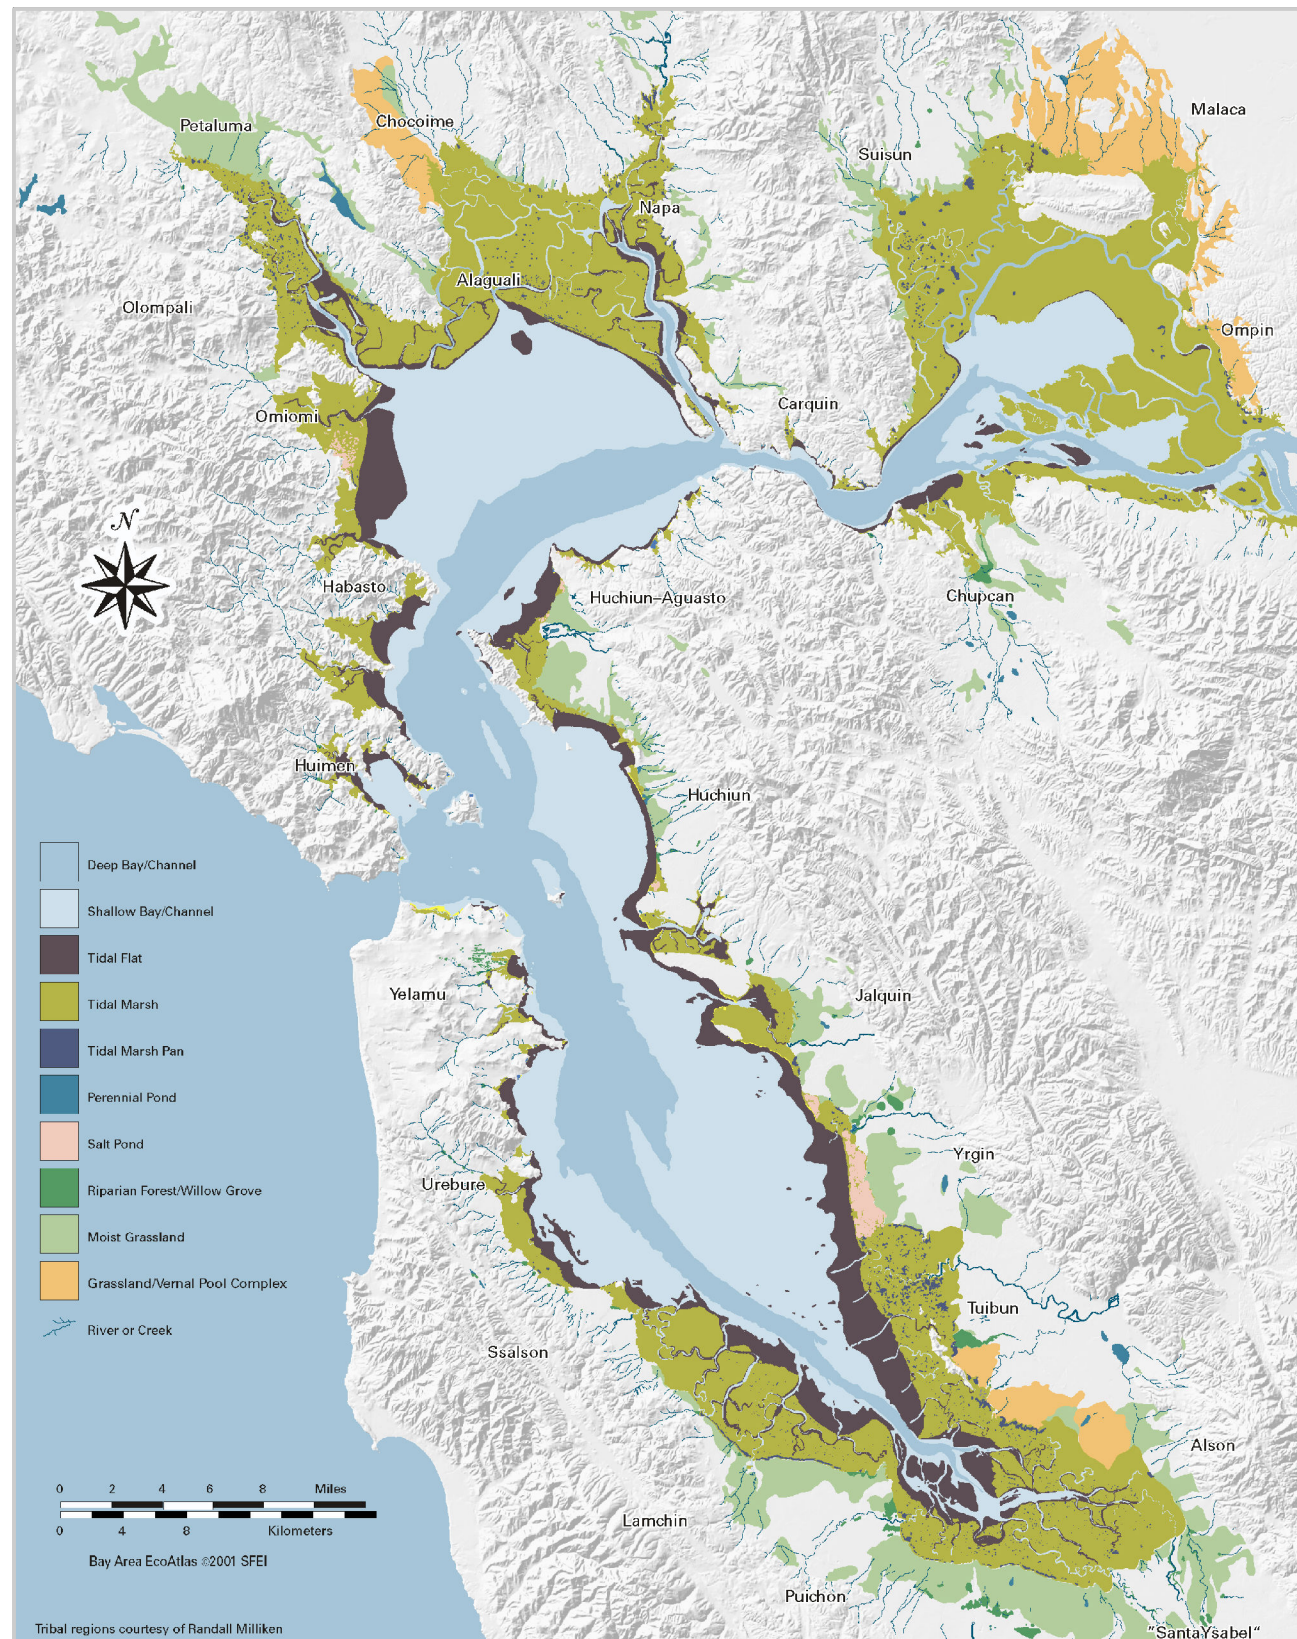 Malaca
Chocoime
Petaluma
Suisun
Napa
Alaguali
Olompali
Ompin
Carquin
Omiomi
N
Habasto
Huchiun–Aguasto
Chupcan
Huimen
Huchiun
Deep Bay/Channel
Shallow Bay/Channel
Tidal Flat
Tidal Marsh
Tidal Marsh Pan
Perennial Pond
Salt Pond
Riparian Forest/Willow Grove
Moist Grassland
Grassland/Vernal Pool Complex
River or Creek
Yelamu
Jalquin
Yrgin
Urebure
Tuibun
Ssalson
Alson
Lamchin
Puichon
"SantaYsabel"
0 2 4 6 8 Miles
0 4 8 Kilometers
Bay Area EcoAtlas ©2001 SFEI
Tribal regions courtesy of Randall Milliken